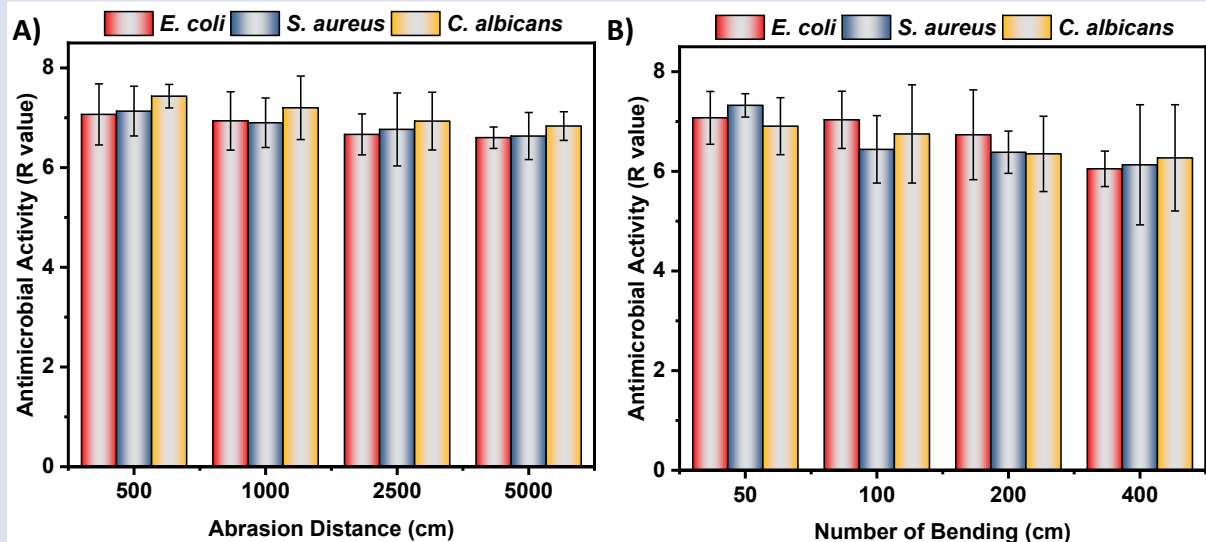 A)
E. coli S. aureus C. albicans
Antimicrobial Activity (R value)
8
6
4
2
0
500 1000 2500 5000
Abrasion Distance (cm)
B)
E. coli S. aureus C. albicans
Antimicrobial Activity (R value)
8
6
4
2
0
50 100 200 400
Number of Bending (cm)